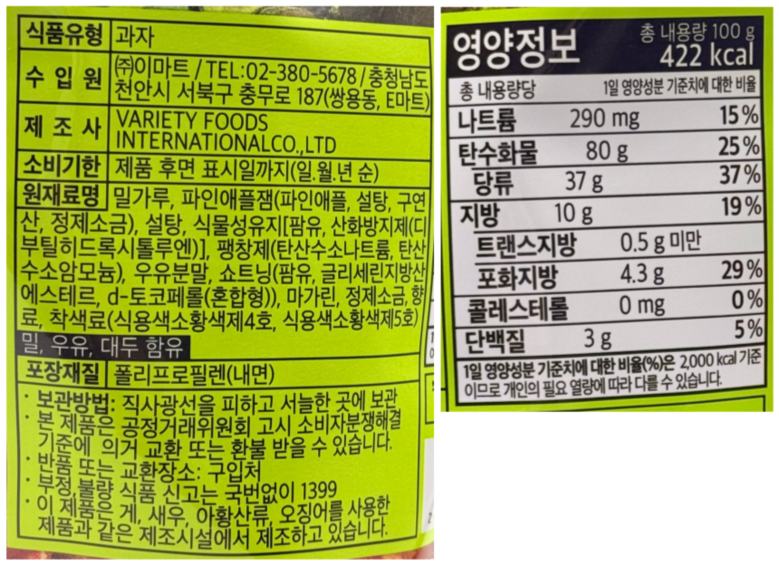 식품유형 과자
수 입 원 ㈜이마트 / TEL:02-380-5678 / 충청남도
천안시 서북구 충무로 187(쌍용동, E마트)
제 조 사 VARIETY FOODS
INTERNATIONALCO.,LTD
소비기한 제품 후면 표시일까지(일.월.년 순)
원재료명 밀가루, 파인애플잼(파인애플, 설탕, 구연
산, 정제소금), 설탕, 식물성유지[팜유, 산화방지제(디
부틸히드록시톨루엔)], 팽창제(탄산수소나트륨, 탄산
수소암모늄), 우유분말, 쇼트닝(팜유, 글리세린지방산
에스테르, d-토코페롤(혼합형)), 마가린, 정제소금, 향
료, 착색료(식용색소황색제4호, 식용색소황색제5호)
밀, 우유, 대두 함유
포장재질 폴리프로필렌(내면)
· 보관방법: 직사광선을 피하고 서늘한 곳에 보관
· 본 제품은 공정거래위원회 고시 소비자분쟁해결
기준에 의거 교환 또는 환불 받을 수 있습니다.
· 반품 또는 교환장소: 구입처
· 부정,불량 식품 신고는 국번없이 1399
· 이 제품은 게, 새우, 아황산류, 오징어를 사용한
제품과 같은 제조시설에서 제조하고 있습니다.
영양정보 총 내용량 100 g
422 kcal
총 내용량당 1일 영양성분 기준치에 대한 비율
나트륨 290 mg 15%
탄수화물 80 g 25%
당류 37 g 37%
지방 10 g 19%
트랜스지방 0.5 g 미만
포화지방 4.3 g 29%
콜레스테롤 0 mg 0%
단백질 3 g 5%
1일 영양성분 기준치에 대한 비율(%)은 2,000 kcal 기준
이므로 개인의 필요 열량에 따라 다를 수 있습니다.